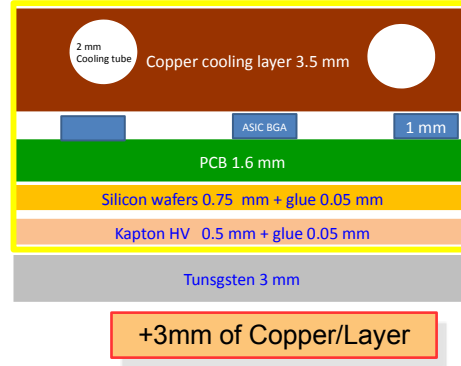 2 mm
Cooling tube
Copper cooling layer 3.5 mm
ASIC BGA
1 mm
PCB 1.6 mm
Silicon wafers 0.75 mm + glue 0.05 mm
Kapton HV 0.5 mm + glue 0.05 mm
Tunsgsten 3 mm
+3mm of Copper/Layer